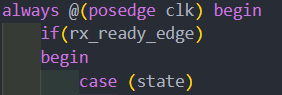 always @(posedge clk) begin
    if(rx_ready_edge)
    begin
        case (state)